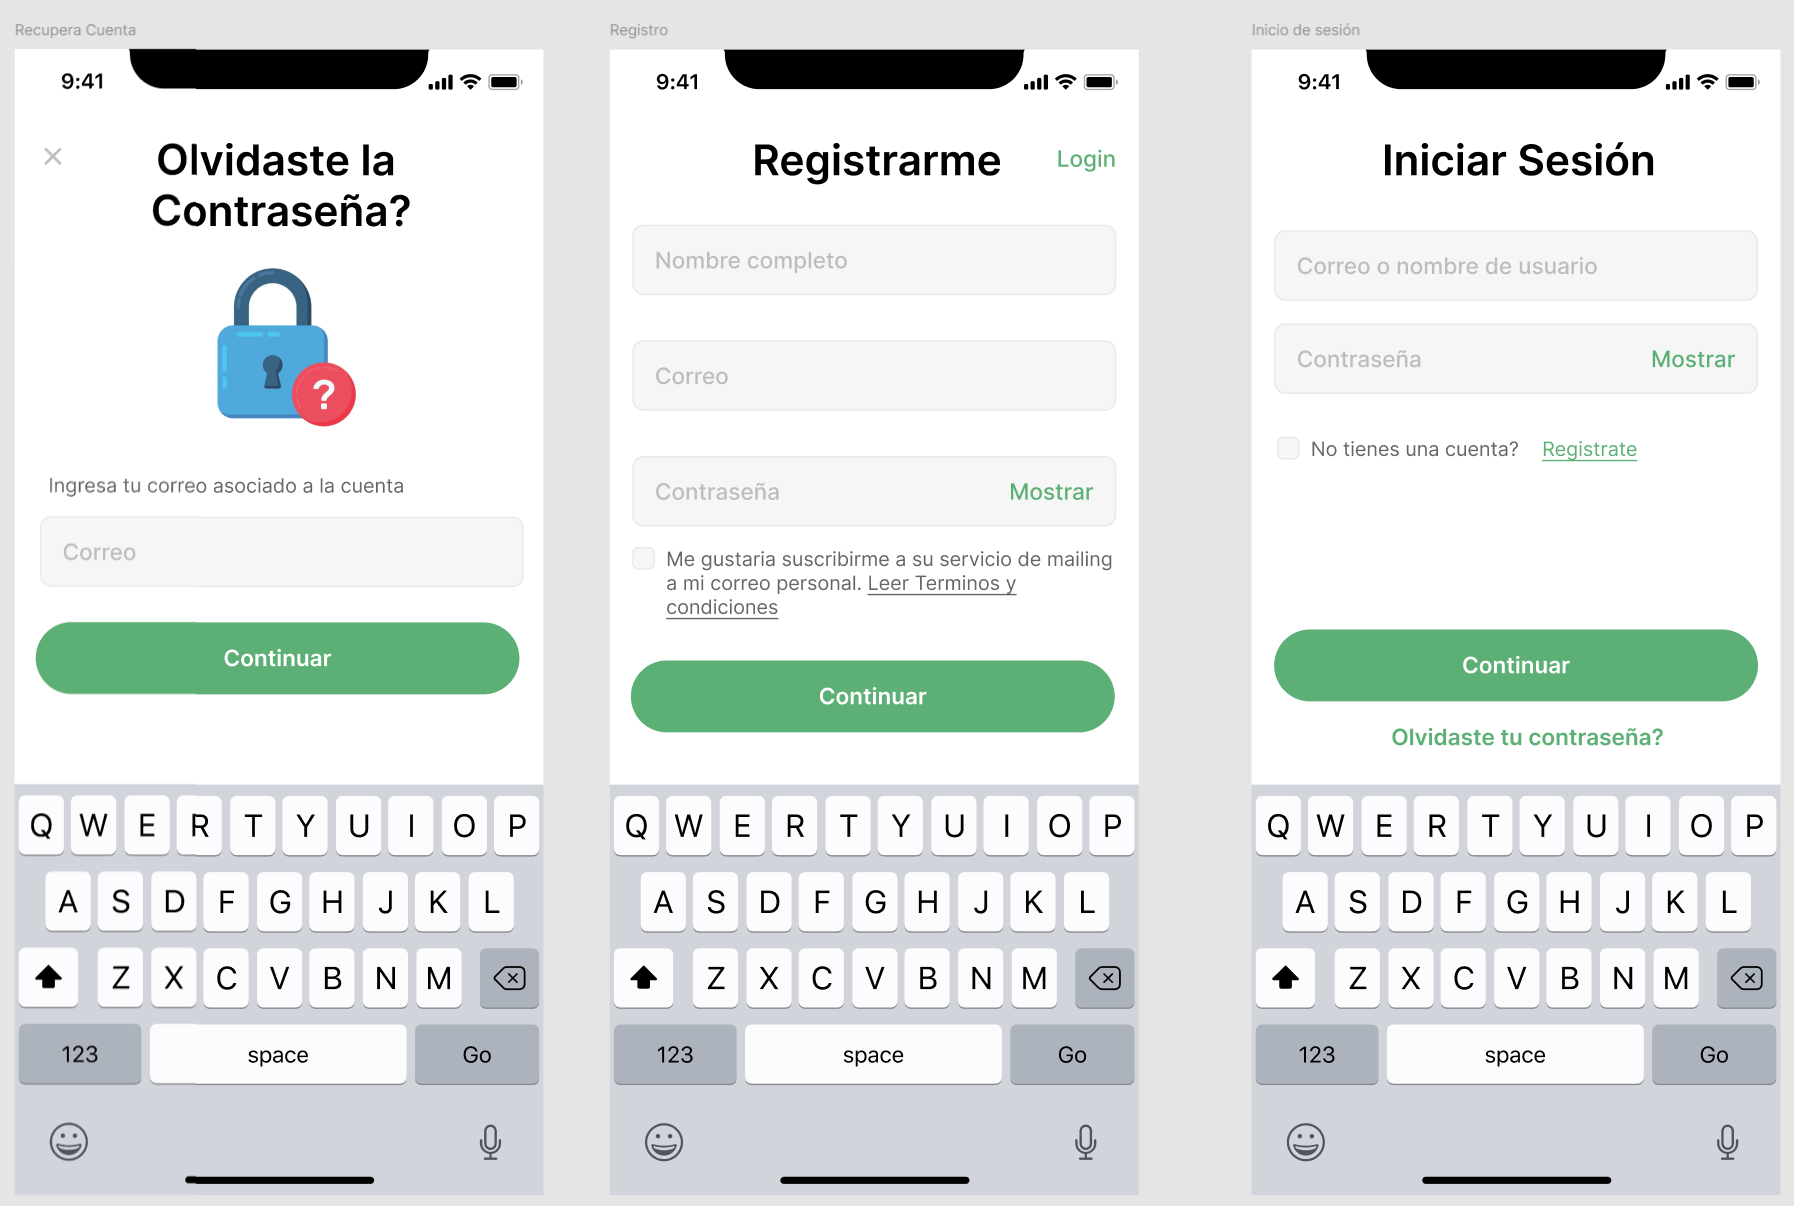 Recupera Cuenta
9:41
Olvidaste la
Contraseña?
?
Ingresa tu correo asociado a la cuenta
Correo
Continuar
Q W E R T Y U I O P
A S D F G H J K L
Z X C V B N M
123 space Go
Registro
9:41
Registrarme
Login
Nombre completo
Correo
Contraseña Mostrar
Me gustaria suscribirme a su servicio de mailing
a mi correo personal. Leer Terminos y
condiciones
Continuar
Q W E R T Y U I O P
A S D F G H J K L
Z X C V B N M
123 space Go
Inicio de sesión
9:41
Iniciar Sesión
Correo o nombre de usuario
Contraseña Mostrar
No tienes una cuenta? Registrate
Continuar
Olvidaste tu contraseña?
Q W E R T Y U I O P
A S D F G H J K L
Z X C V B N M
123 space Go